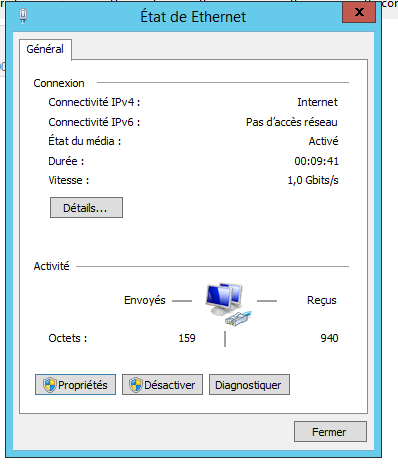 État de Ethernet
Général
Connexion
Connectivité IPv4 : Internet
Connectivité IPv6 : Pas d'accès réseau
État du média : Activé
Durée : 00:09:41
Vitesse : 1,0 Gbits/s
Détails...
Activité
Envoyés Reçus
Octets : 159 940
Propriétés Désactiver Diagnostiquer
Fermer